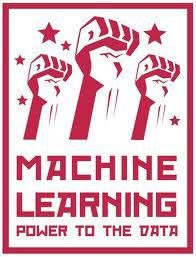 MACHINE
LEARNING
POWER TO THE DATA